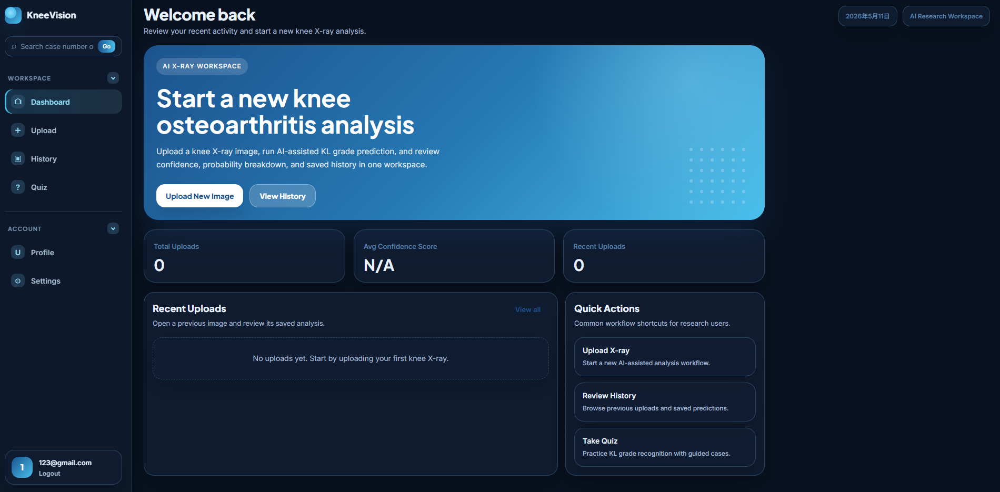 KneeVision
Search case number o
Go
WORKSPACE
Dashboard
Upload
History
Quiz
ACCOUNT
U
Profile
Settings
1
123@gmail.com
Logout
Welcome back
Review your recent activity and start a new knee X-ray analysis.
2026年5月11日
AI Research Workspace
AI X-RAY WORKSPACE
Start a new knee
osteoarthritis analysis
Upload a knee X-ray image, run AI-assisted KL grade prediction, and review
confidence, probability breakdown, and saved history in one workspace.
Upload New Image
View History
Total Uploads
0
Avg Confidence Score
N/A
Recent Uploads
0
Recent Uploads
View all
Open a previous image and review its saved analysis.
No uploads yet. Start by uploading your first knee X-ray.
Quick Actions
Common workflow shortcuts for research users.
Upload X-ray
Start a new AI-assisted analysis workflow.
Review History
Browse previous uploads and saved predictions.
Take Quiz
Practice KL grade recognition with guided cases.